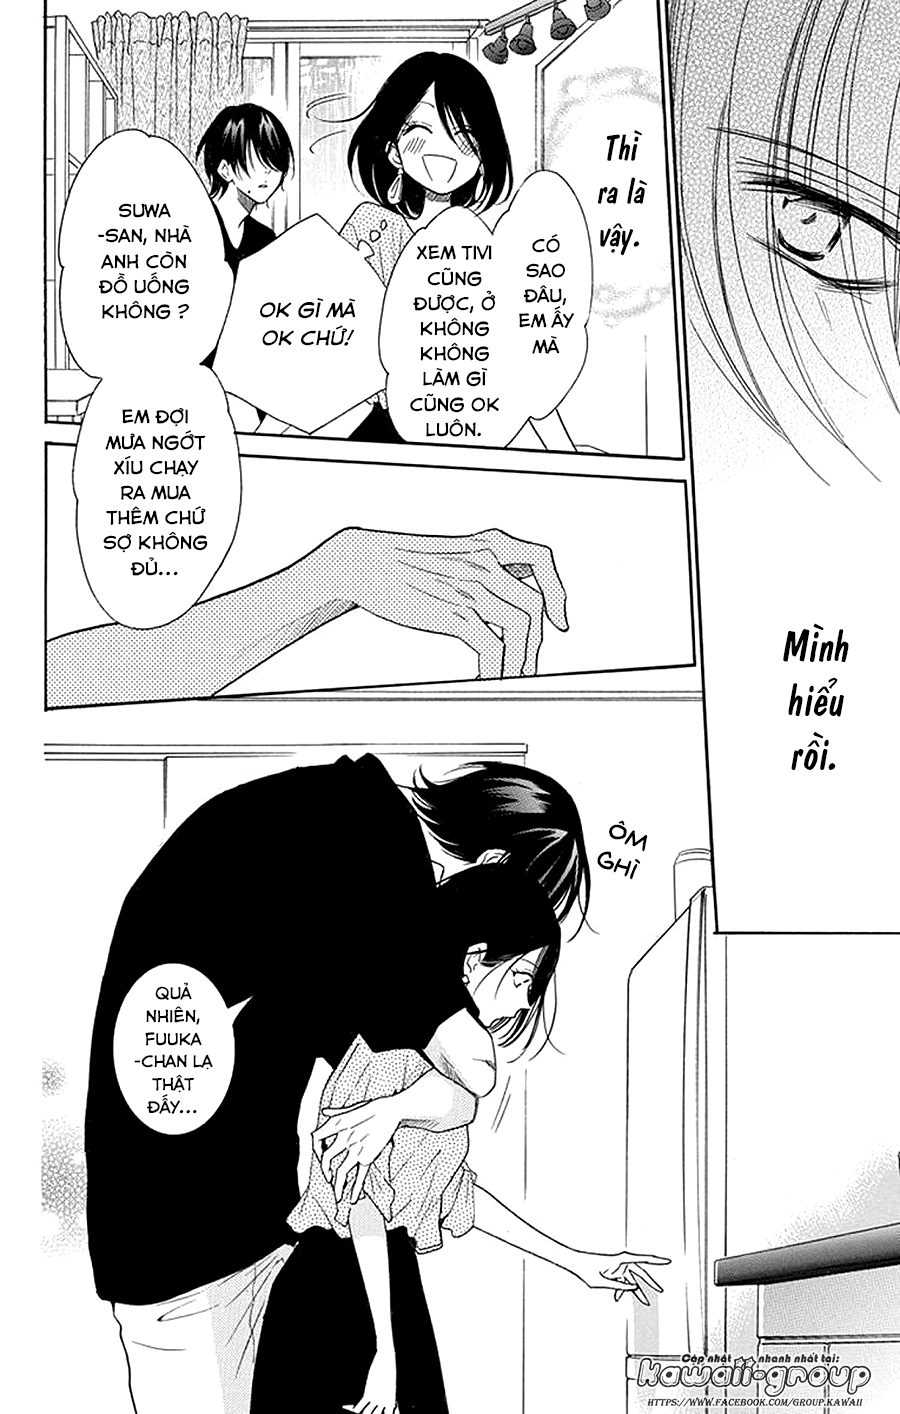 Thì
ra là
vậy.
CÓ
SAO
ĐÂU,
EM ẤY
MÀ
XEM TIVI
CŨNG
ĐƯỢC, Ở
KHÔNG
KHÔNG
LÀM GÌ
CŨNG OK
LUÔN.
OK GÌ MÀ
OK CHỨ!
SUWA
-SAN, NHÀ
ANH CÒN
ĐỒ UỐNG
KHÔNG ?
EM ĐỢI
MƯA NGỚT
XÍU CHẠY
RA MUA
THÊM CHỨ
SỢ KHÔNG
ĐỦ...
Mình
hiểu
rồi.
ÔM
GHÌ
QUẢ
NHIÊN,
FUUKA
-CHAN LẠ
THẬT
ĐẤY...
Cập nhật nhanh nhất tại:
kawaii-group
HTTPS://WWW.FACEBOOK.COM/GROUP.KAWAII